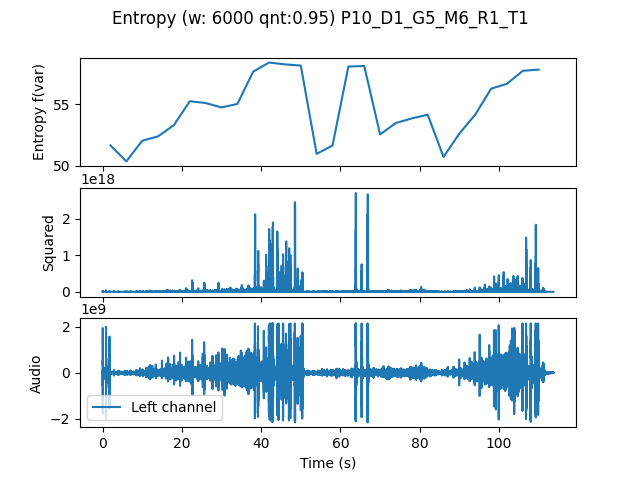 Entropy (w: 6000 qnt:0.95) P10_D1_G5_M6_R1_T1
Entropy f(var)
55
50
1e18
Squared
2
1
0
1e9
Audio
2
0
−2
Left channel
0 20 40 60 80 100
Time (s)